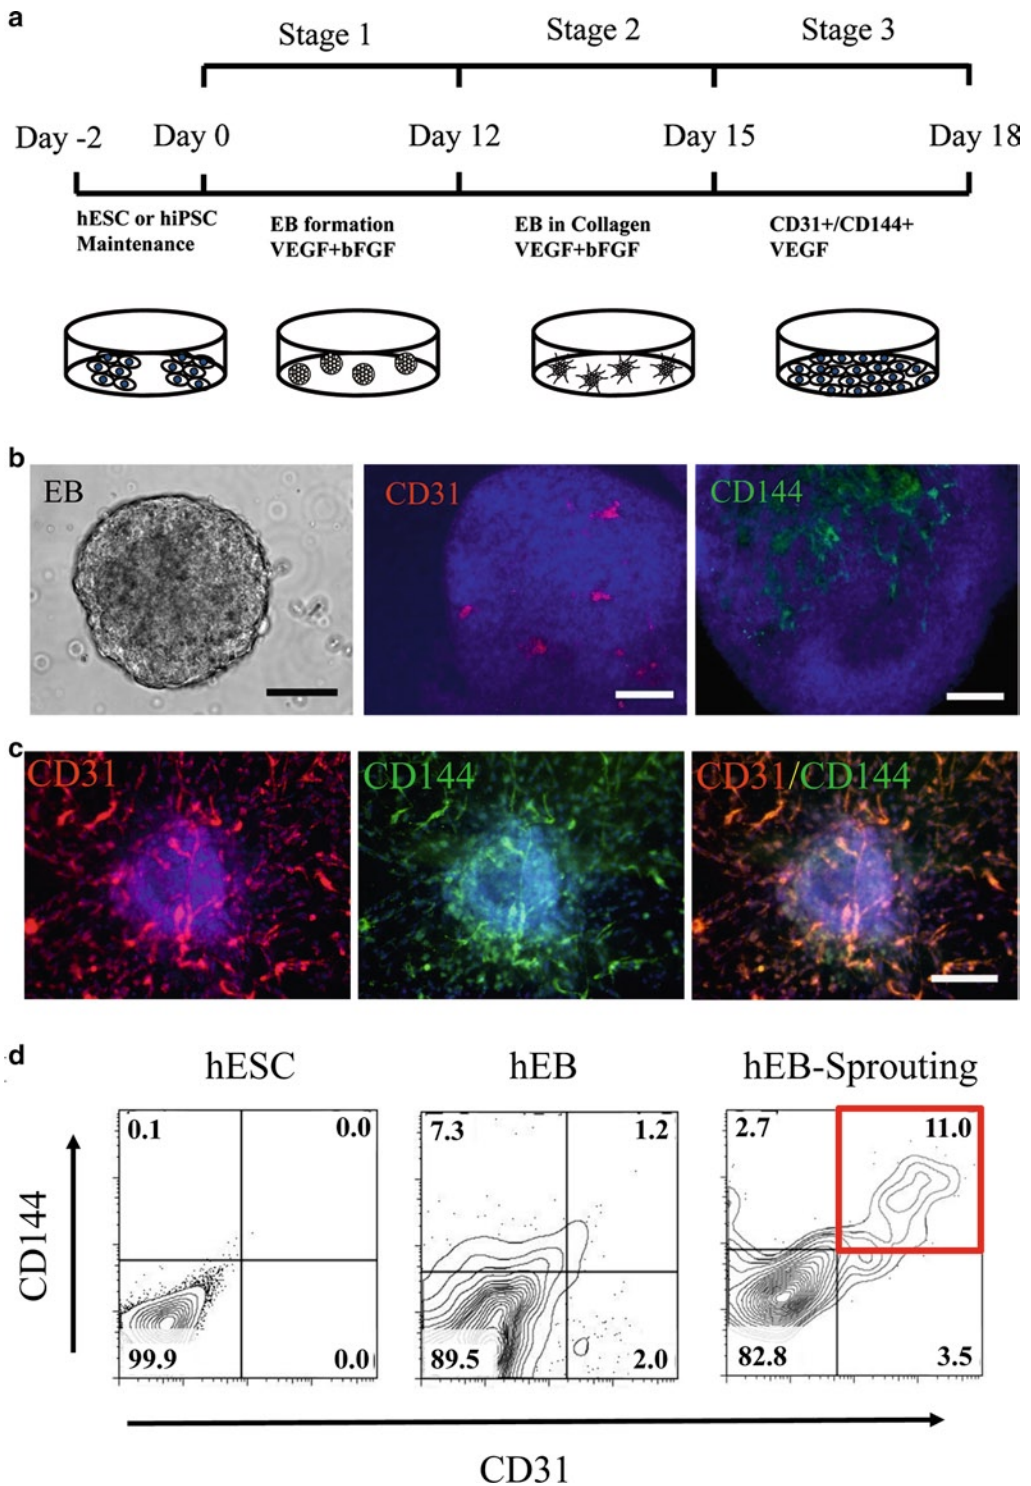 a
Stage 1 Stage 2 Stage 3
Day -2 Day 0 Day 12 Day 15 Day 18
hESC or hiPSC EB formation EB in Collagen CD31+/CD144+
Maintenance VEGF+bFGF VEGF+bFGF VEGF
b
EB CD31 CD144
c
CD31 CD144 CD31/CD144
d
hESC hEB hEB-Sprouting
0.1 0.0 7.3 1.2 2.7 11.0
CD144
99.9 0.0 89.5 2.0 82.8 3.5
CD31